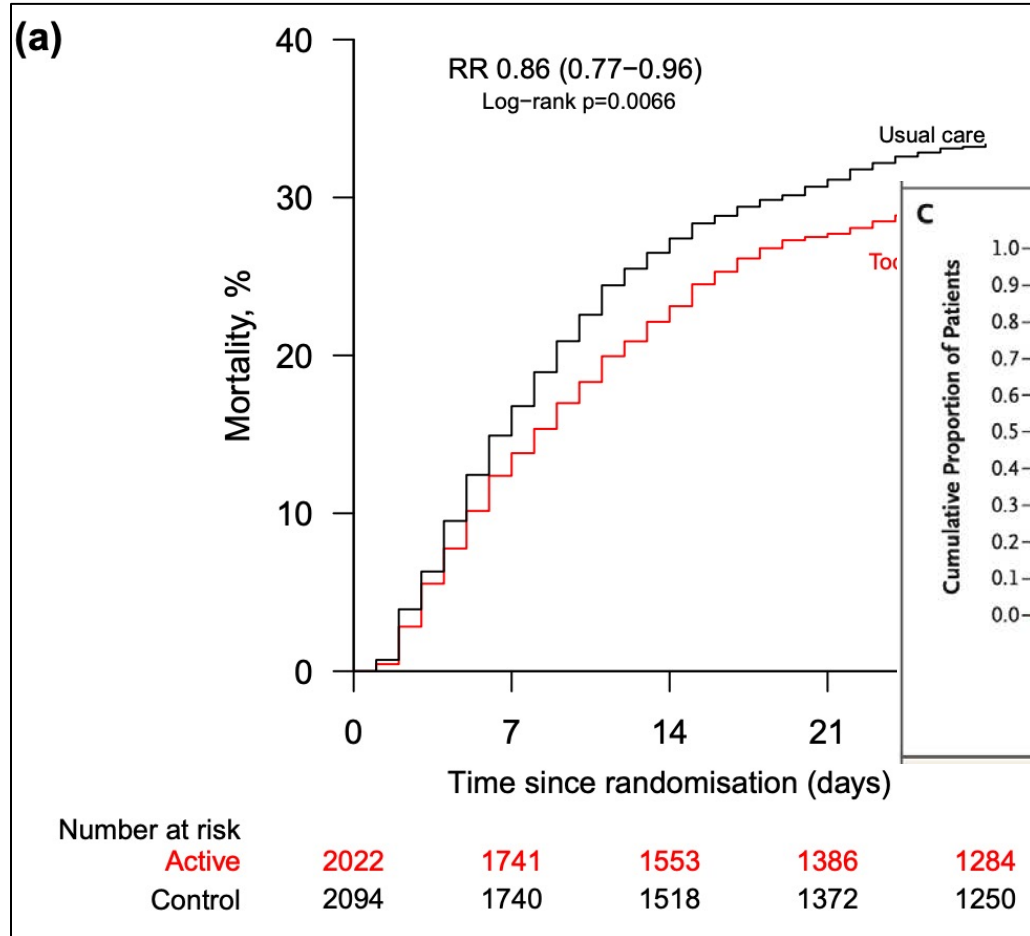 (a)
RR 0.86 (0.77−0.96)
Log−rank p=0.0066
Mortality, %
40
30
20
10
0
Usual care
0 7 14 21
Time since randomisation (days)
Number at risk
Active 2022 1741 1553 1386 1284
Control 2094 1740 1518 1372 1250
C
Cumulative Proportion of Patients
1.0
0.9
0.8
0.7
0.6
0.5
0.4
0.3
0.2
0.1
0.0